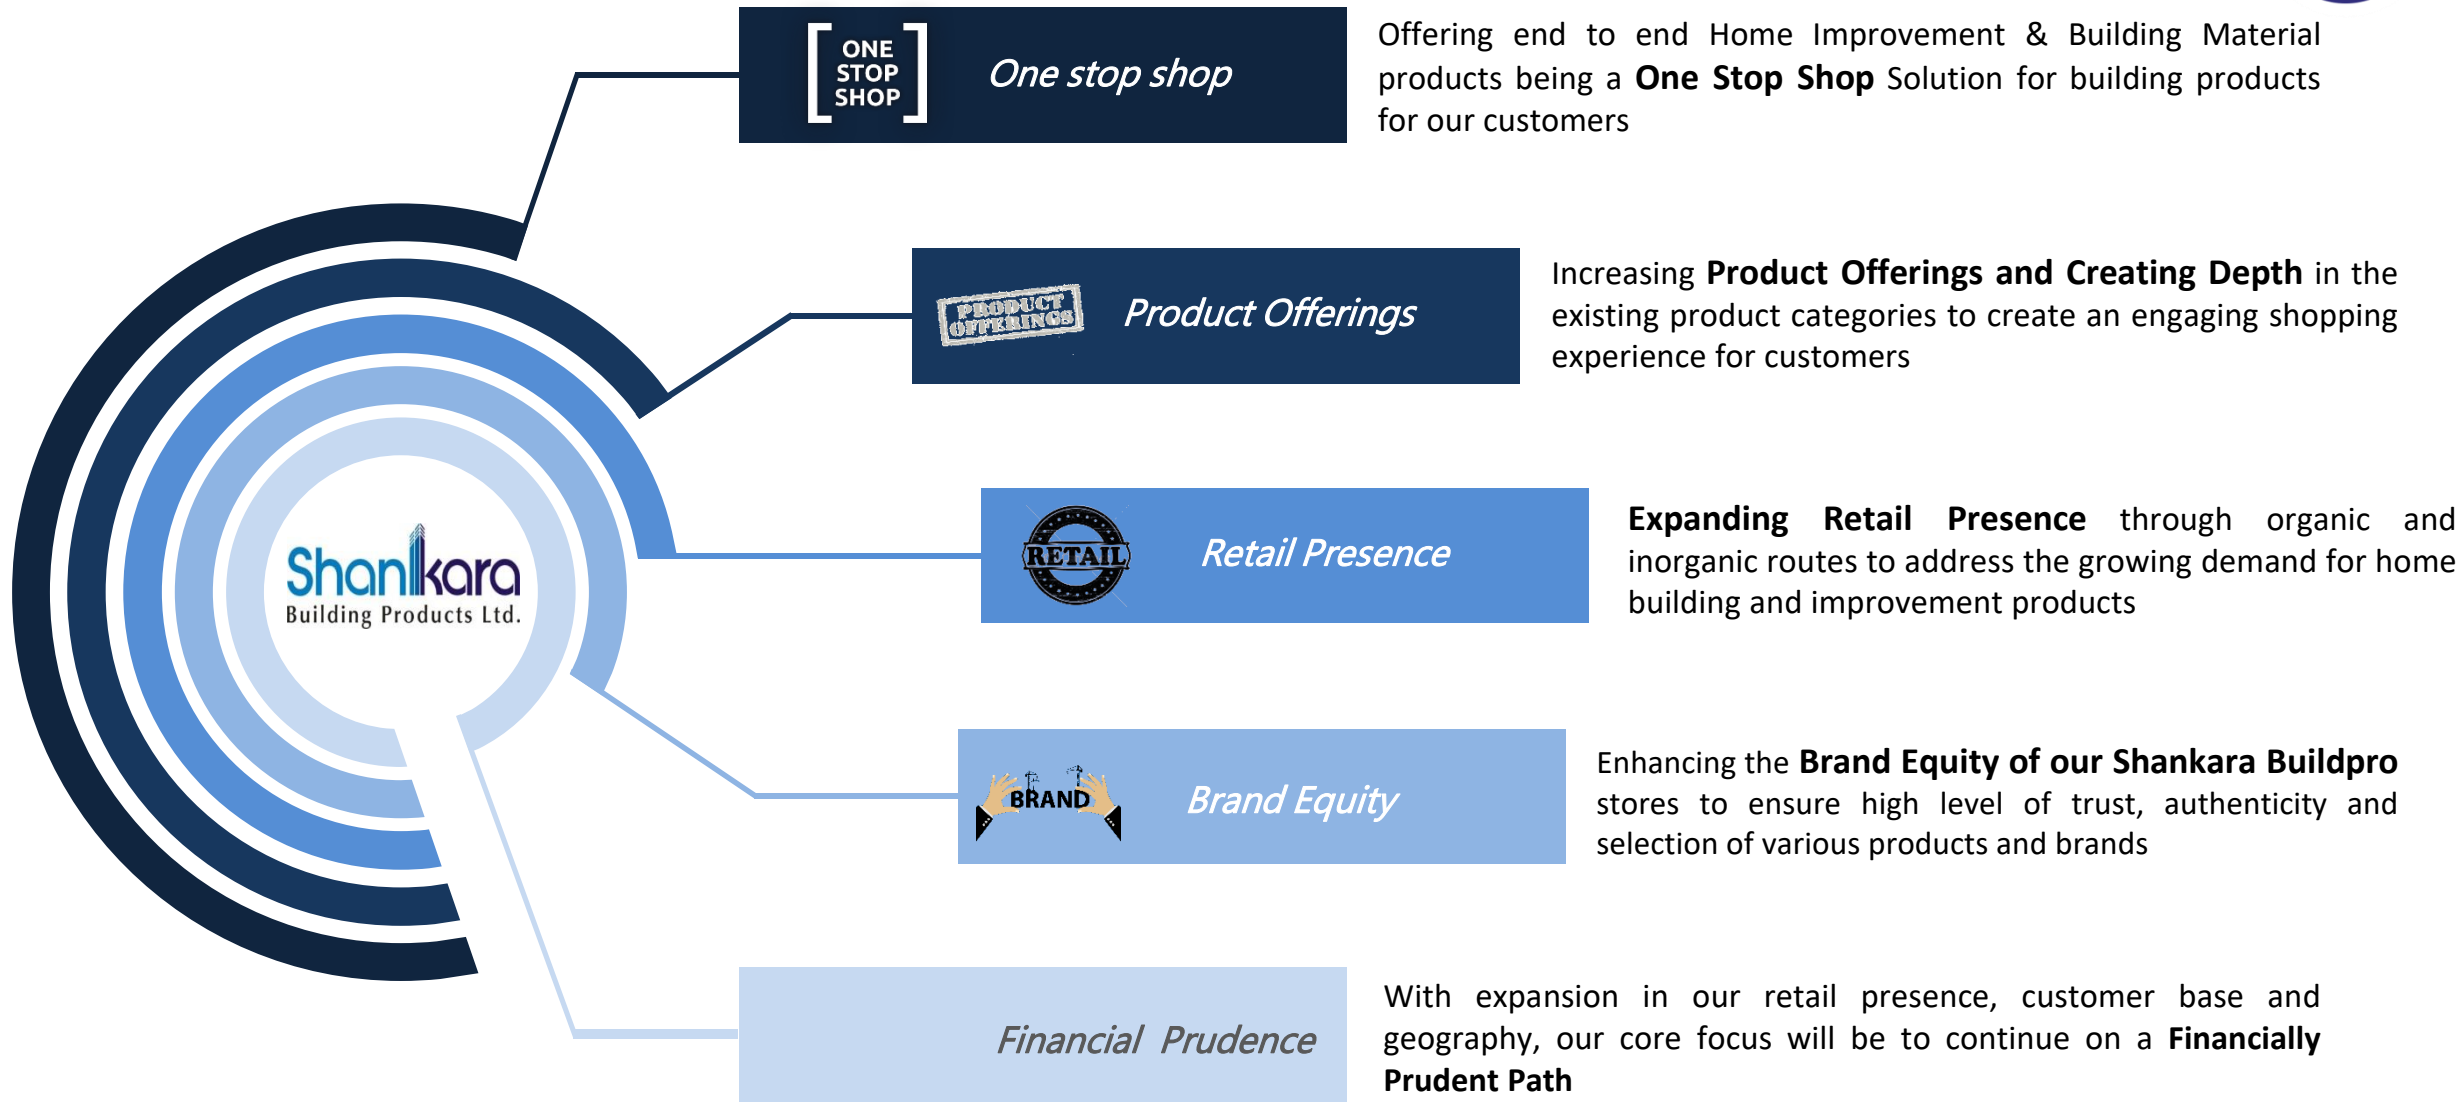 ONE
STOP
SHOP
One stop shop
Offering end to end Home Improvement & Building Material
products being a One Stop Shop Solution for building products
for our customers
PRODUCT
OFFERINGS
Product Offerings
Increasing Product Offerings and Creating Depth in the
existing product categories to create an engaging shopping
experience for customers
RETAIL
Retail Presence
Expanding Retail Presence through organic and
inorganic routes to address the growing demand for home
building and improvement products
Shankara
Building Products Ltd.
BRAND
Brand Equity
Enhancing the Brand Equity of our Shankara Buildpro
stores to ensure high level of trust, authenticity and
selection of various products and brands
Financial Prudence
With expansion in our retail presence, customer base and
geography, our core focus will be to continue on a Financially
Prudent Path